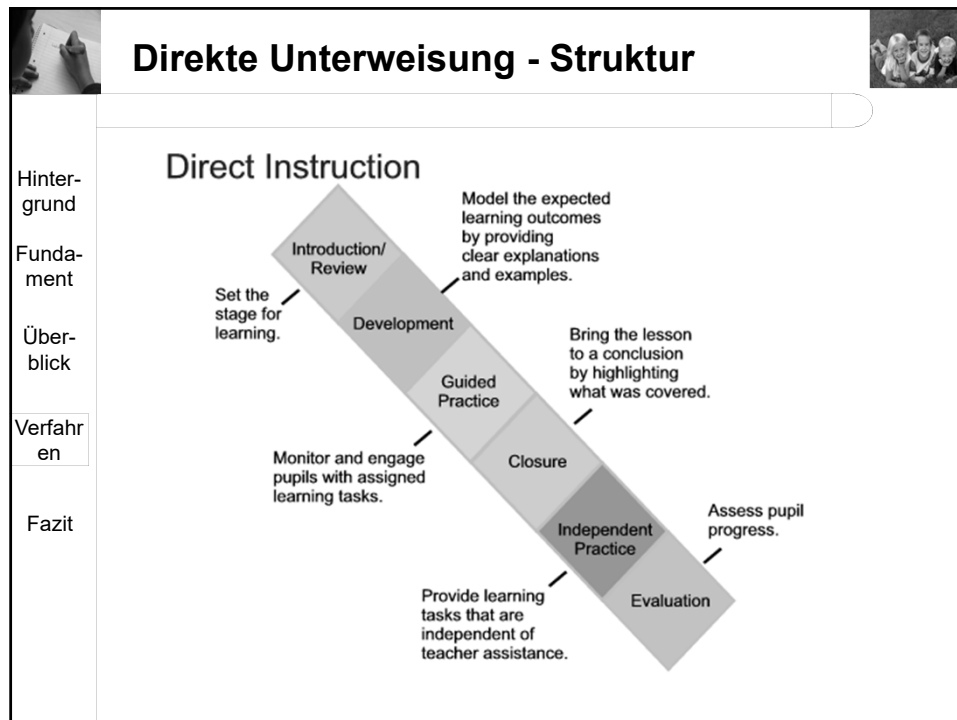 Direkte Unterweisung - Struktur
Hinter-
grund
Funda-
ment
Über-
blick
Verfahr
en
Fazit
Direct Instruction
Introduction/
Review
Set the
stage for
learning.
Development
Model the expected
learning outcomes
by providing
clear explanations
and examples.
Guided
Practice
Monitor and engage
pupils with assigned
learning tasks.
Closure
Bring the lesson
to a conclusion
by highlighting
what was covered.
Independent
Practice
Provide learning
tasks that are
independent of
teacher assistance.
Evaluation
Assess pupil
progress.